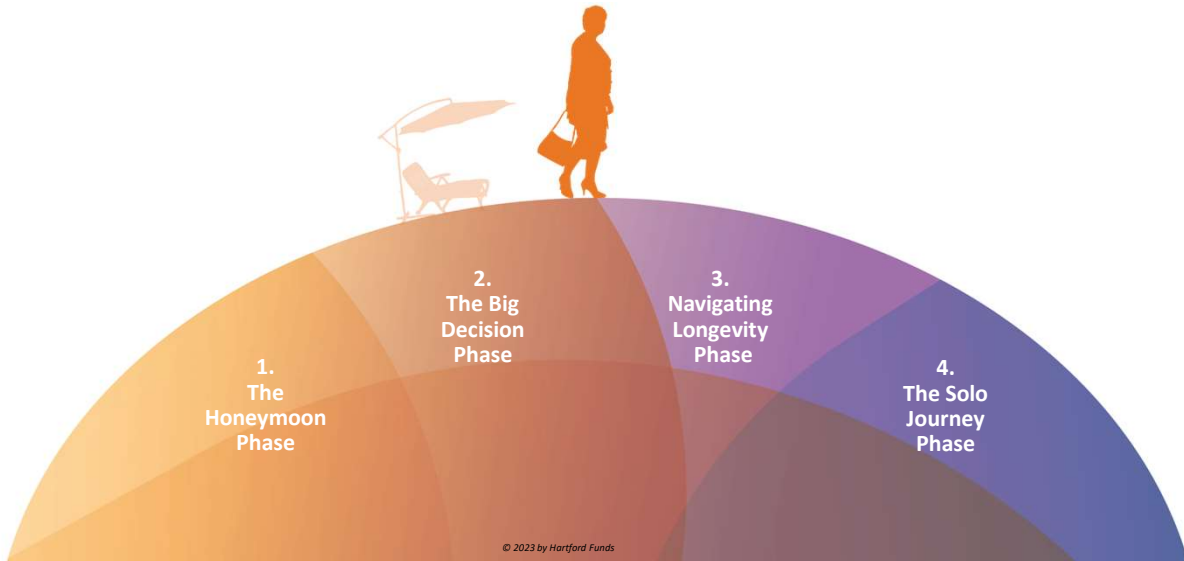 1.
The
Honeymoon
Phase
2.
The Big
Decision
Phase
3.
Navigating
Longevity
Phase
4.
The Solo
Journey
Phase
© 2023 by Hartford Funds